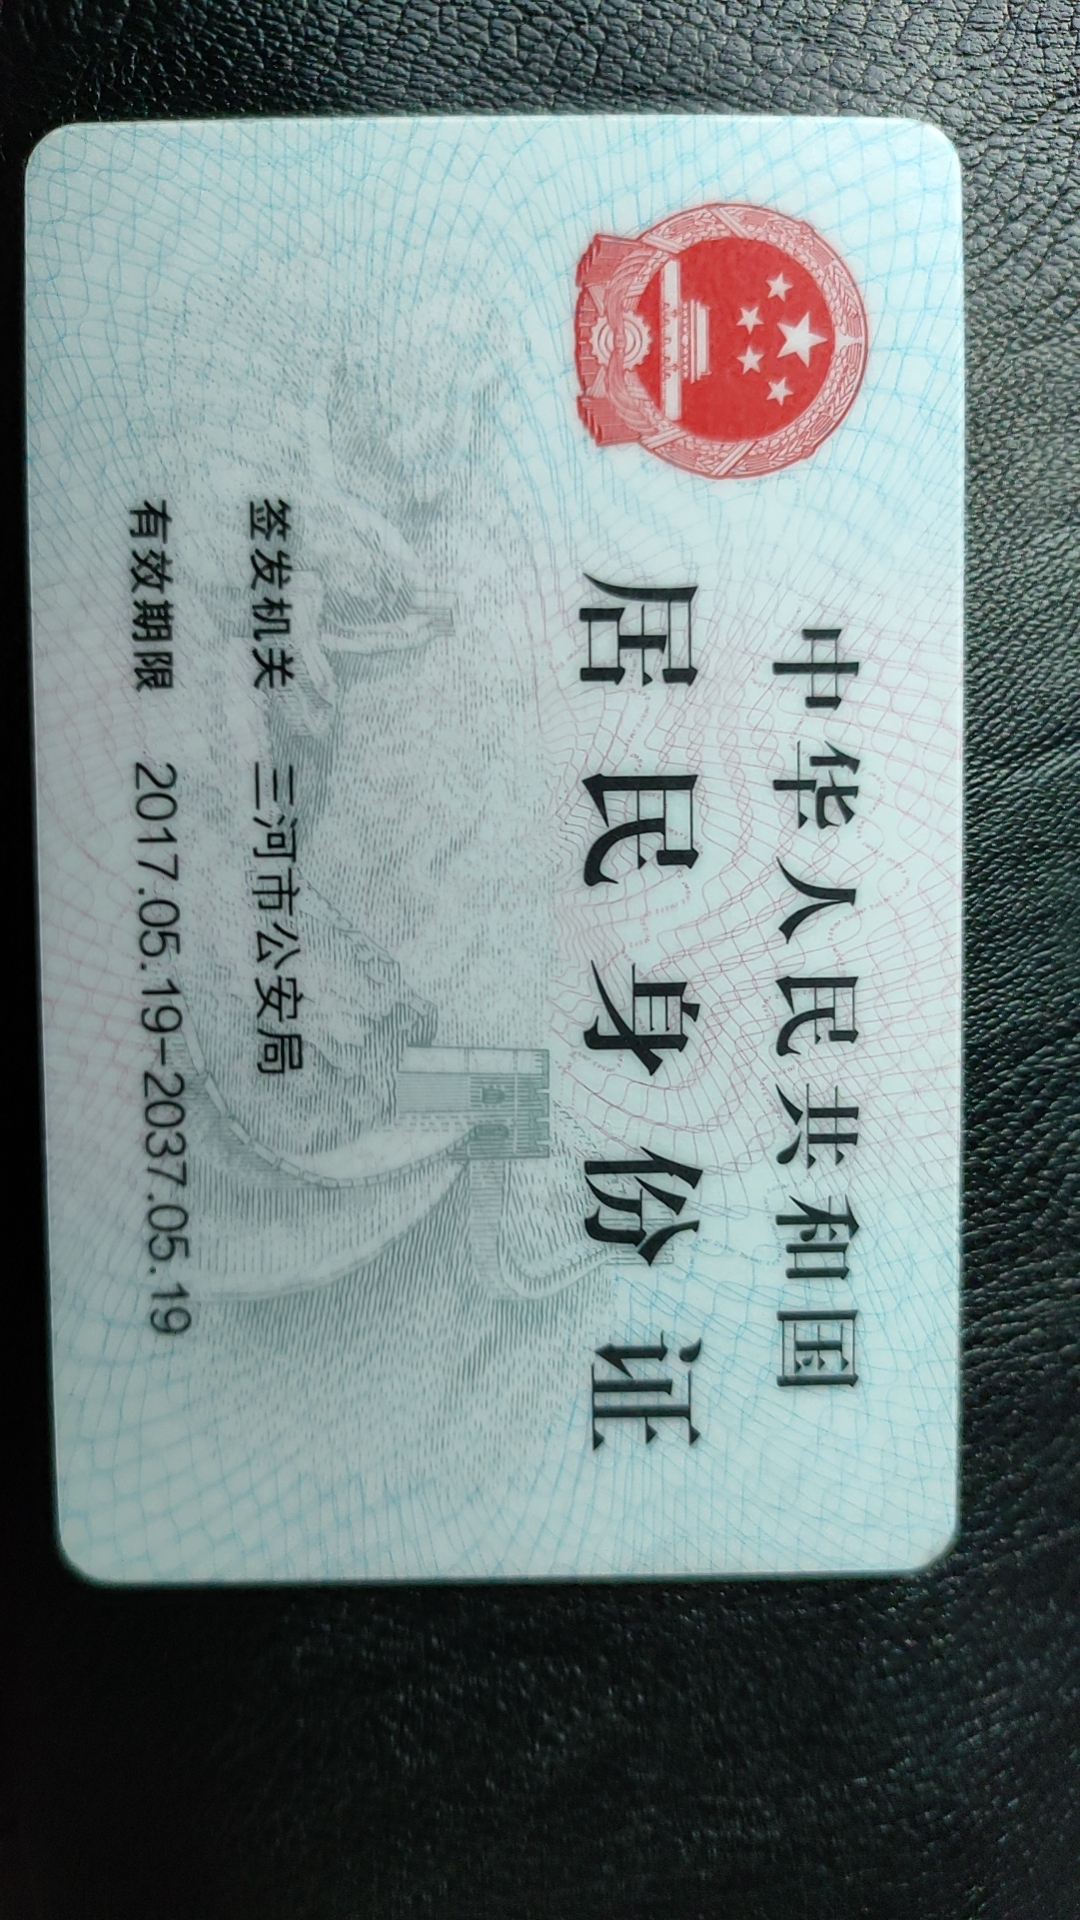 中华人民共和国
居民身份证
签发机关 三河市公安局
有效期限 2017.05.19-2037.05.19